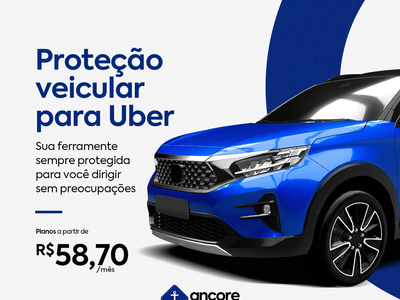 Proteção
veicular
para Uber
Sua ferramente
sempre protegida
para você dirigir
sem preocupações
Planos a partir de
R$58,70
/mês
ancore